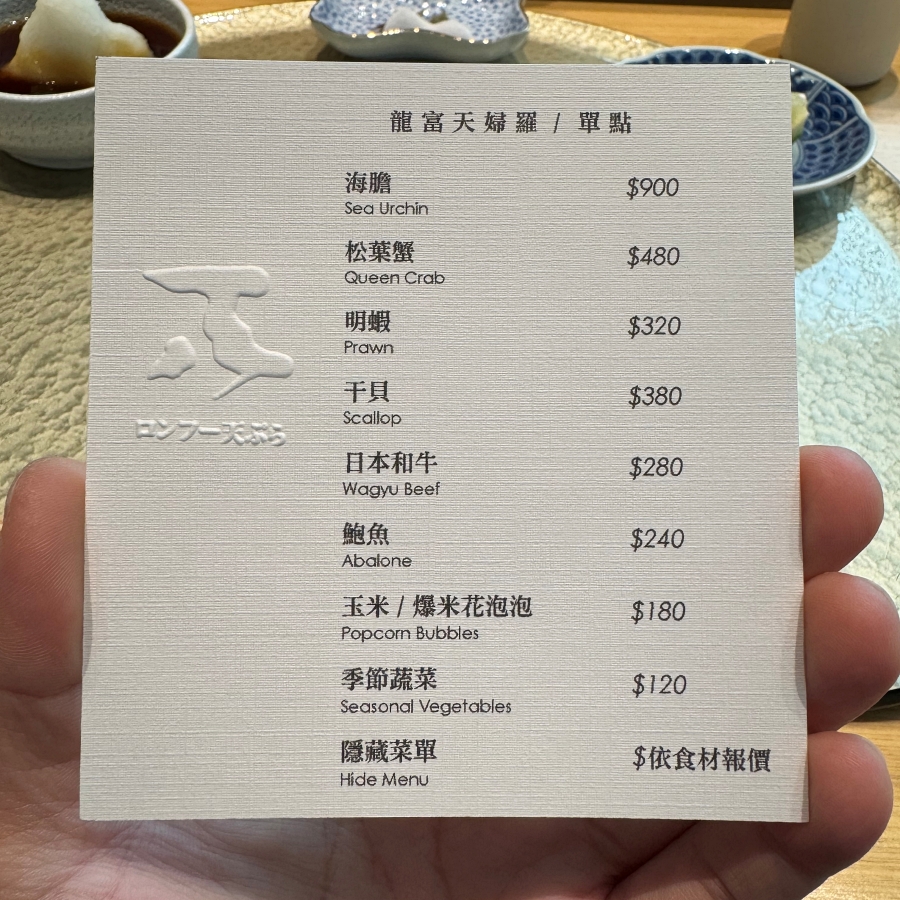 龍富天婦羅 / 單點
海膽 $900
Sea Urchin
松葉蟹 $480
Queen Crab
明蝦 $320
Prawn
干貝 $380
Scallop
日本和牛 $280
Wagyu Beef
鮑魚 $240
Abalone
玉米 / 爆米花泡泡 $180
Popcorn Bubbles
季節蔬菜 $120
Seasonal Vegetables
隱藏菜單 $依食材報價
Hide Menu
ロンフー天ぷら